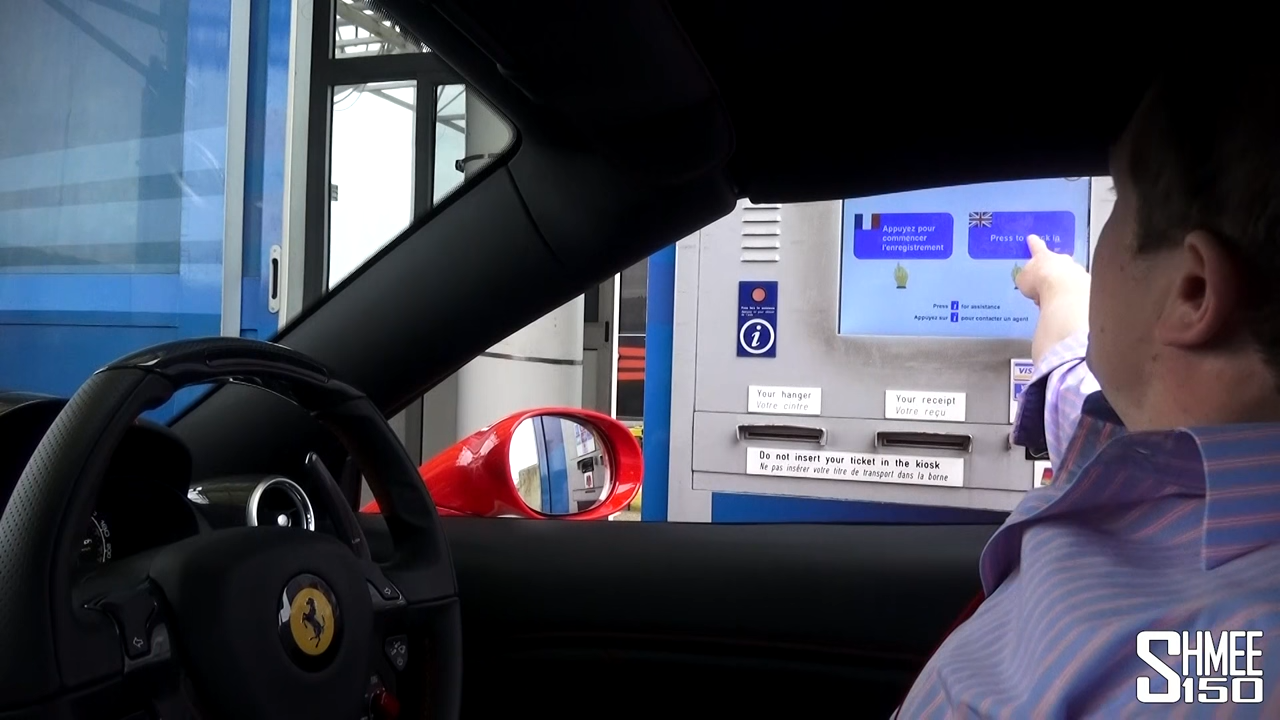 Appuyez pour
commencer
l'enregistrement
Press to in
Press i for assistance
Appuyez sur i pour contacter un agent
i
VISA
Your hanger
Votre cintre
Your receipt
Votre reçu
Do not insert your ticket in the kiosk
Ne pas insérer votre titre de transport dans la borne
SHMEE
150